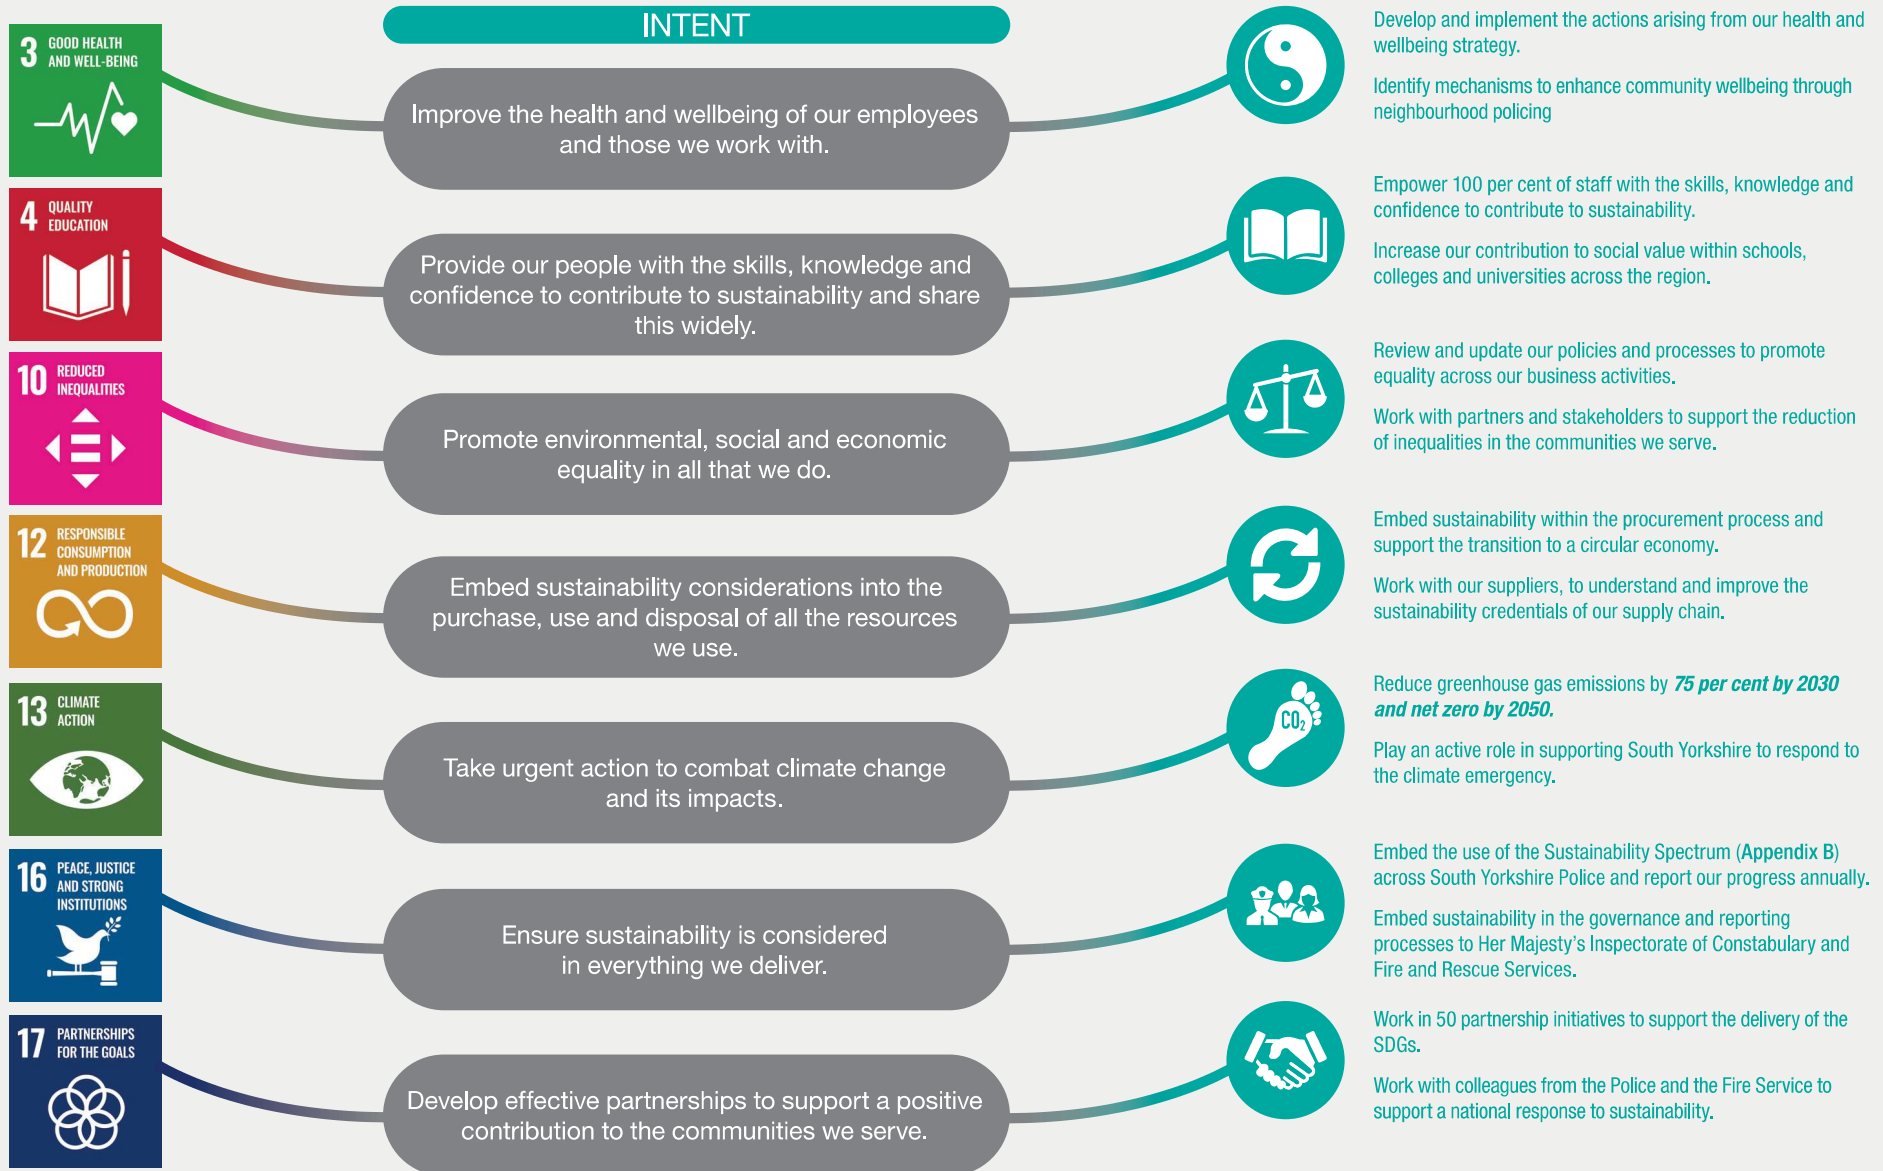 INTENT
3 GOOD HEALTH
AND WELL-BEING
Improve the health and wellbeing of our employees
and those we work with.
Develop and implement the actions arising from our health and
wellbeing strategy.
Identify mechanisms to enhance community wellbeing through
neighbourhood policing
4 QUALITY
EDUCATION
Provide our people with the skills, knowledge and
confidence to contribute to sustainability and share
this widely.
Empower 100 per cent of staff with the skills, knowledge and
confidence to contribute to sustainability.
Increase our contribution to social value within schools,
colleges and universities across the region.
10 REDUCED
INEQUALITIES
Promote environmental, social and economic
equality in all that we do.
Review and update our policies and processes to promote
equality across our business activities.
Work with partners and stakeholders to support the reduction
of inequalities in the communities we serve.
12 RESPONSIBLE
CONSUMPTION
AND PRODUCTION
Embed sustainability considerations into the
purchase, use and disposal of all the resources
we use.
Embed sustainability within the procurement process and
support the transition to a circular economy.
Work with our suppliers, to understand and improve the
sustainability credentials of our supply chain.
13 CLIMATE
ACTION
Take urgent action to combat climate change
and its impacts.
CO₂
Reduce greenhouse gas emissions by 75 per cent by 2030
and net zero by 2050.
Play an active role in supporting South Yorkshire to respond to
the climate emergency.
16 PEACE, JUSTICE
AND STRONG
INSTITUTIONS
Ensure sustainability is considered
in everything we deliver.
Embed the use of the Sustainability Spectrum (Appendix B)
across South Yorkshire Police and report our progress annually.
Embed sustainability in the governance and reporting
processes to Her Majesty's Inspectorate of Constabulary and
Fire and Rescue Services.
17 PARTNERSHIPS
FOR THE GOALS
Develop effective partnerships to support a positive
contribution to the communities we serve.
Work in 50 partnership initiatives to support the delivery of the
SDGs.
Work with colleagues from the Police and the Fire Service to
support a national response to sustainability.